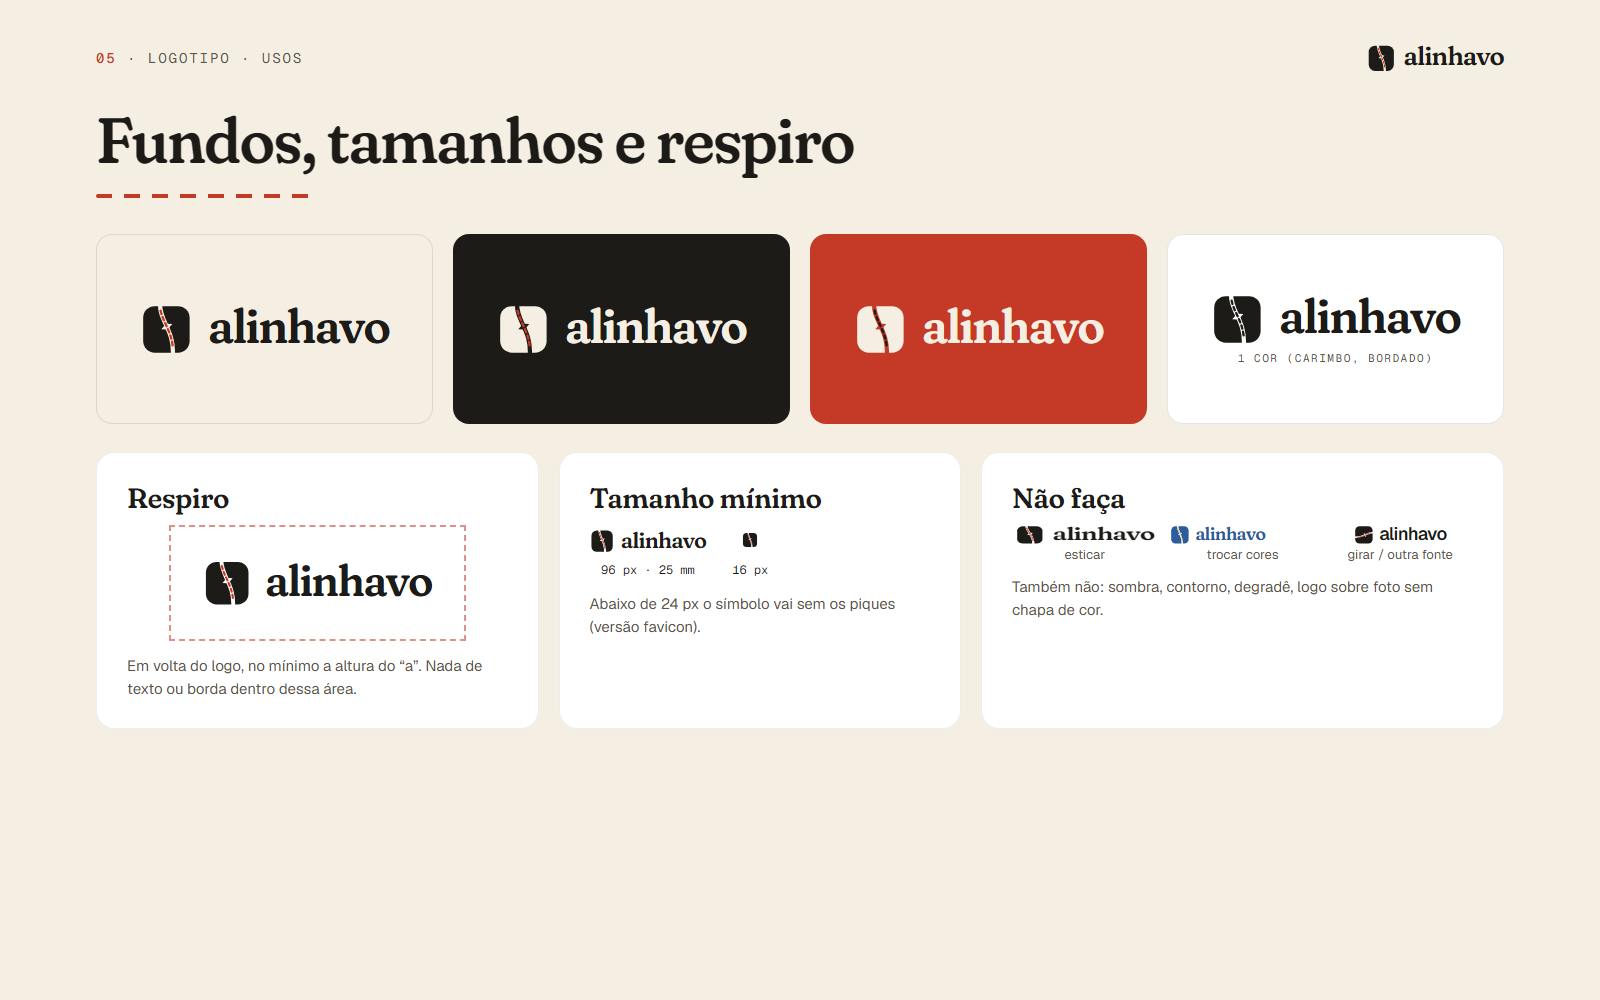 05 · LOGOTIPO · USOS
alinhavo
Fundos, tamanhos e respiro
alinhavo
alinhavo
alinhavo
alinhavo
1 COR (CARIMBO, BORDADO)
Respiro
alinhavo
Em volta do logo, no mínimo a altura do “a”. Nada de
texto ou borda dentro dessa área.
Tamanho mínimo
alinhavo
96 px · 25 mm
16 px
Abaixo de 24 px o símbolo vai sem os piques
(versão favicon).
Não faça
alinhavo
esticar
alinhavo
trocar cores
alinhavo
girar / outra fonte
Também não: sombra, contorno, degradê, logo sobre foto sem
chapa de cor.